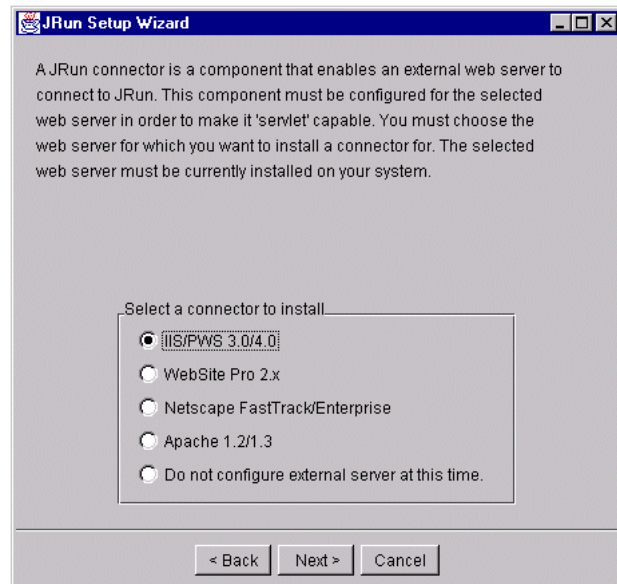 JRun Setup Wizard
A JRun connector is a component that enables an external web server to
connect to JRun. This component must be configured for the selected
web server in order to make it 'servlet' capable. You must choose the
web server for which you want to install a connector for. The selected
web server must be currently installed on your system.
Select a connector to install
IIS/PWS 3.0/4.0
WebSite Pro 2.x
Netscape FastTrack/Enterprise
Apache 1.2/1.3
Do not configure external server at this time.
< Back Next > Cancel